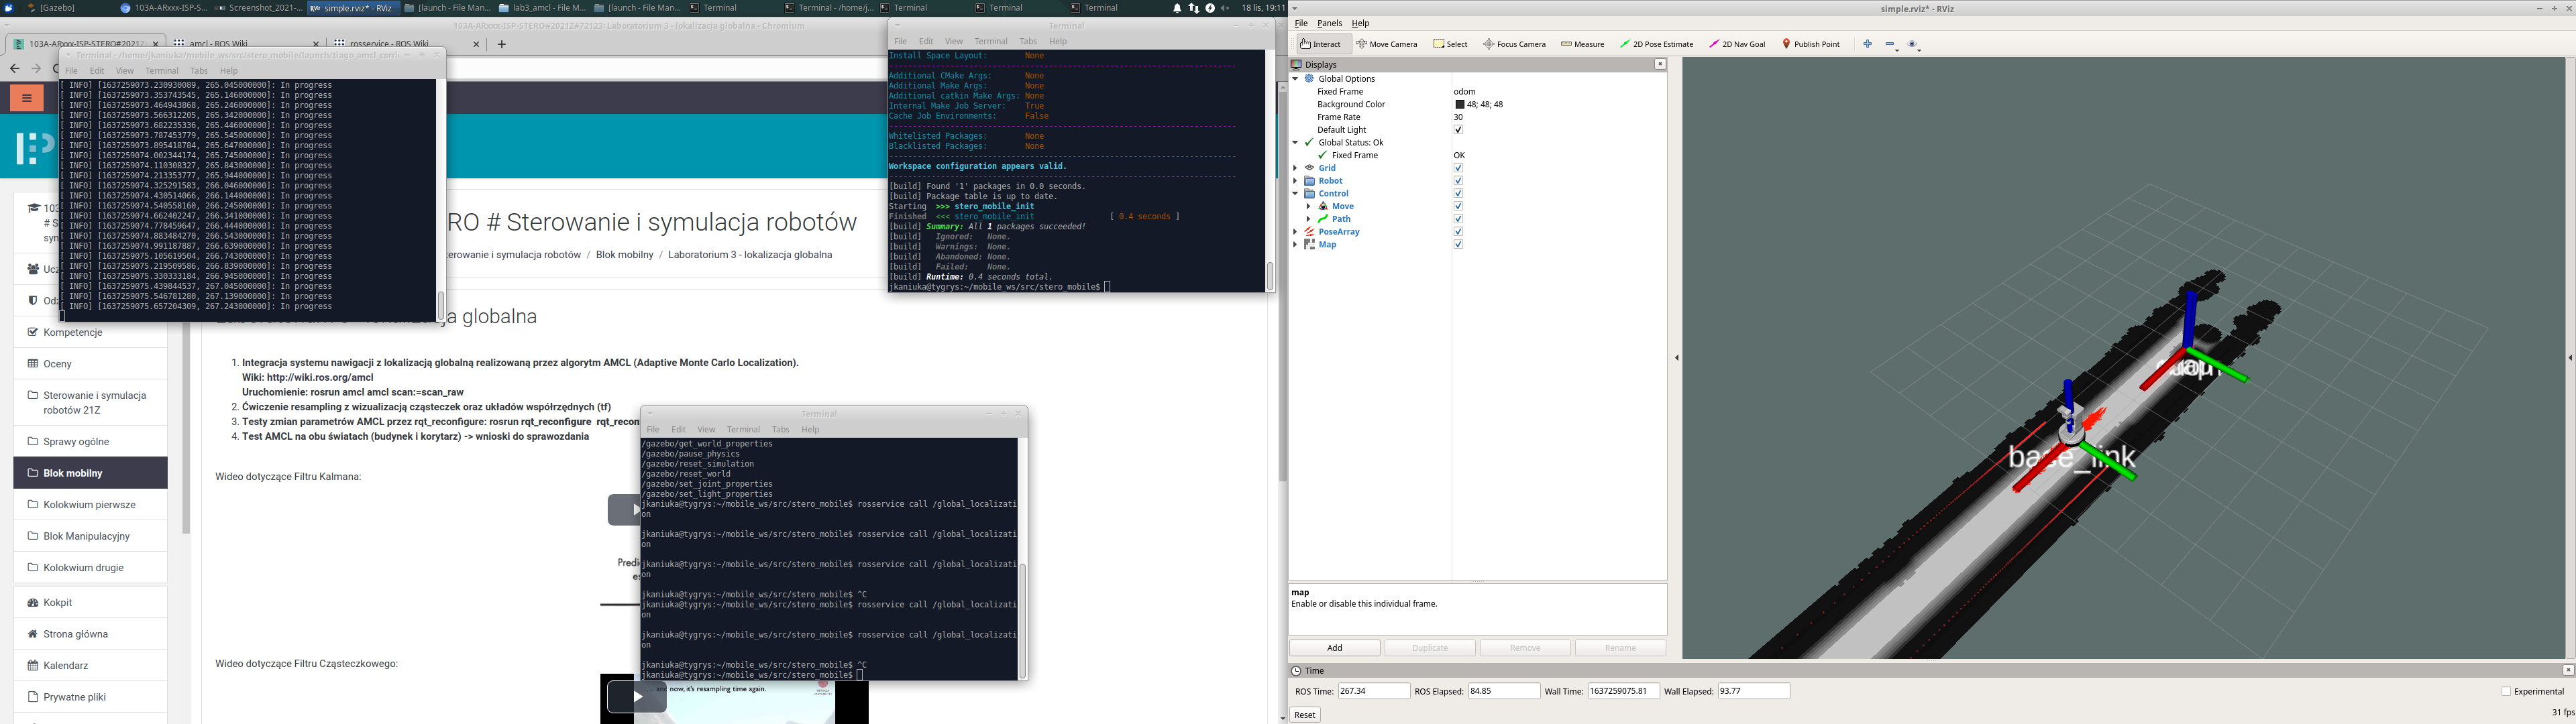 [Gazebo]
103A-ARxxx-ISP-S...
Screenshot_2021-...
simple.rviz* - RViz
[launch - File Man...
lab3_amcl - File M...
[launch - File Man...
Terminal
Terminal - /home/j...
Terminal
Terminal
Terminal
18 lis, 19:11
103A-ARxxx-ISP-STERO#2021Z#72123: Laboratorium 3 - lokalizacja globalna - Chromium
103A-ARxxx-ISP-STERO#2021Z
amcl - ROS Wiki
rosservice - ROS Wiki
File Edit View Terminal Tabs Help
[ INFO] [1637259073.230930089, 265.045000000]: In progress
[ INFO] [1637259073.353743545, 265.146000000]: In progress
[ INFO] [1637259073.464943868, 265.246000000]: In progress
[ INFO] [1637259073.566312205, 265.342000000]: In progress
[ INFO] [1637259073.682235336, 265.446000000]: In progress
[ INFO] [1637259073.787453779, 265.545000000]: In progress
[ INFO] [1637259073.895418784, 265.647000000]: In progress
[ INFO] [1637259074.002344174, 265.745000000]: In progress
[ INFO] [1637259074.110308327, 265.843000000]: In progress
[ INFO] [1637259074.213353777, 265.944000000]: In progress
[ INFO] [1637259074.325291583, 266.046000000]: In progress
[ INFO] [1637259074.430514066, 266.144000000]: In progress
[ INFO] [1637259074.540558160, 266.245000000]: In progress
[ INFO] [1637259074.662402247, 266.341000000]: In progress
[ INFO] [1637259074.778459647, 266.444000000]: In progress
[ INFO] [1637259074.883484270, 266.543000000]: In progress
[ INFO] [1637259074.991187887, 266.639000000]: In progress
[ INFO] [1637259075.105619504, 266.743000000]: In progress
[ INFO] [1637259075.219509586, 266.839000000]: In progress
[ INFO] [1637259075.330333184, 266.945000000]: In progress
[ INFO] [1637259075.439844537, 267.045000000]: In progress
[ INFO] [1637259075.546781280, 267.139000000]: In progress
[ INFO] [1637259075.657204309, 267.243000000]: In progress
Terminal
File Edit View Terminal Tabs Help
Install Space Layout: None
Additional CMake Args: None
Additional Make Args: None
Additional catkin Make Args: None
Internal Make Job Server: True
Cache Job Environments: False
Whitelisted Packages: None
Blacklisted Packages: None
Workspace configuration appears valid.
[build] Found '1' packages in 0.0 seconds.
[build] Package table is up to date.
Starting >>> stero_mobile_init
Finished <<< stero_mobile_init [ 0.4 seconds ]
[build] Summary: All 1 packages succeeded!
[build] Ignored: None.
[build] Warnings: None.
[build] Abandoned: None.
[build] Failed: None.
[build] Runtime: 0.4 seconds total.
jkaniuka@tygrys:~/mobile_ws/src/stero_mobile$
RO # Sterowanie i symulacja robotów
erowanie i symulacja robotów / Blok mobilny / Laboratorium 3 - lokalizacja globalna
ja globalna
Kompetencje
Oceny
Sterowanie i symulacja
robotów 21Z
Sprawy ogólne
Blok mobilny
Kolokwium pierwsze
Blok Manipulacyjny
Kolokwium drugie
Kokpit
Strona główna
Kalendarz
Prywatne pliki
1. Integracja systemu nawigacji z lokalizacją globalną realizowaną przez algorytm AMCL (Adaptive Monte Carlo Localization).
Wiki: http://wiki.ros.org/amcl
Uruchomienie: rosrun amcl amcl scan:=scan_raw
2. Ćwiczenie resampling z wizualizacją cząsteczek oraz układów współrzędnych (tf)
3. Testy zmian parametrów AMCL przez rqt_reconfigure: rosrun rqt_reconfigure rqt_recon
4. Test AMCL na obu światach (budynek i korytarz) -> wnioski do sprawozdania
Wideo dotyczące Filtru Kalmana:
Predi
es
Wideo dotyczące Filtru Cząsteczkowego:
and now, it's resampling time again.
Terminal
File Edit View Terminal Tabs Help
/gazebo/get_world_properties
/gazebo/pause_physics
/gazebo/reset_simulation
/gazebo/reset_world
/gazebo/set_joint_properties
/gazebo/set_light_properties
jkaniuka@tygrys:~/mobile_ws/src/stero_mobile$ rosservice call /global_localizati
on
jkaniuka@tygrys:~/mobile_ws/src/stero_mobile$ rosservice call /global_localizati
on
jkaniuka@tygrys:~/mobile_ws/src/stero_mobile$ rosservice call /global_localizati
on
jkaniuka@tygrys:~/mobile_ws/src/stero_mobile$ ^C
jkaniuka@tygrys:~/mobile_ws/src/stero_mobile$ rosservice call /global_localizati
on
jkaniuka@tygrys:~/mobile_ws/src/stero_mobile$ rosservice call /global_localizati
on
jkaniuka@tygrys:~/mobile_ws/src/stero_mobile$ ^C
jkaniuka@tygrys:~/mobile_ws/src/stero_mobile$
simple.rviz* - RViz
File Panels Help
Interact Move Camera Select Focus Camera Measure 2D Pose Estimate 2D Nav Goal Publish Point
Displays
Global Options
Fixed Frame odom
Background Color 48; 48; 48
Frame Rate 30
Default Light
Global Status: Ok
Fixed Frame OK
Grid
Robot
Control
Move
Path
PoseArray
Map
map
Enable or disable this individual frame.
Add Duplicate Remove Rename
base_link
Time
ROS Time: 267.34 ROS Elapsed: 84.85 Wall Time: 1637259075.81 Wall Elapsed: 93.77 Experimental
Reset 31 fps